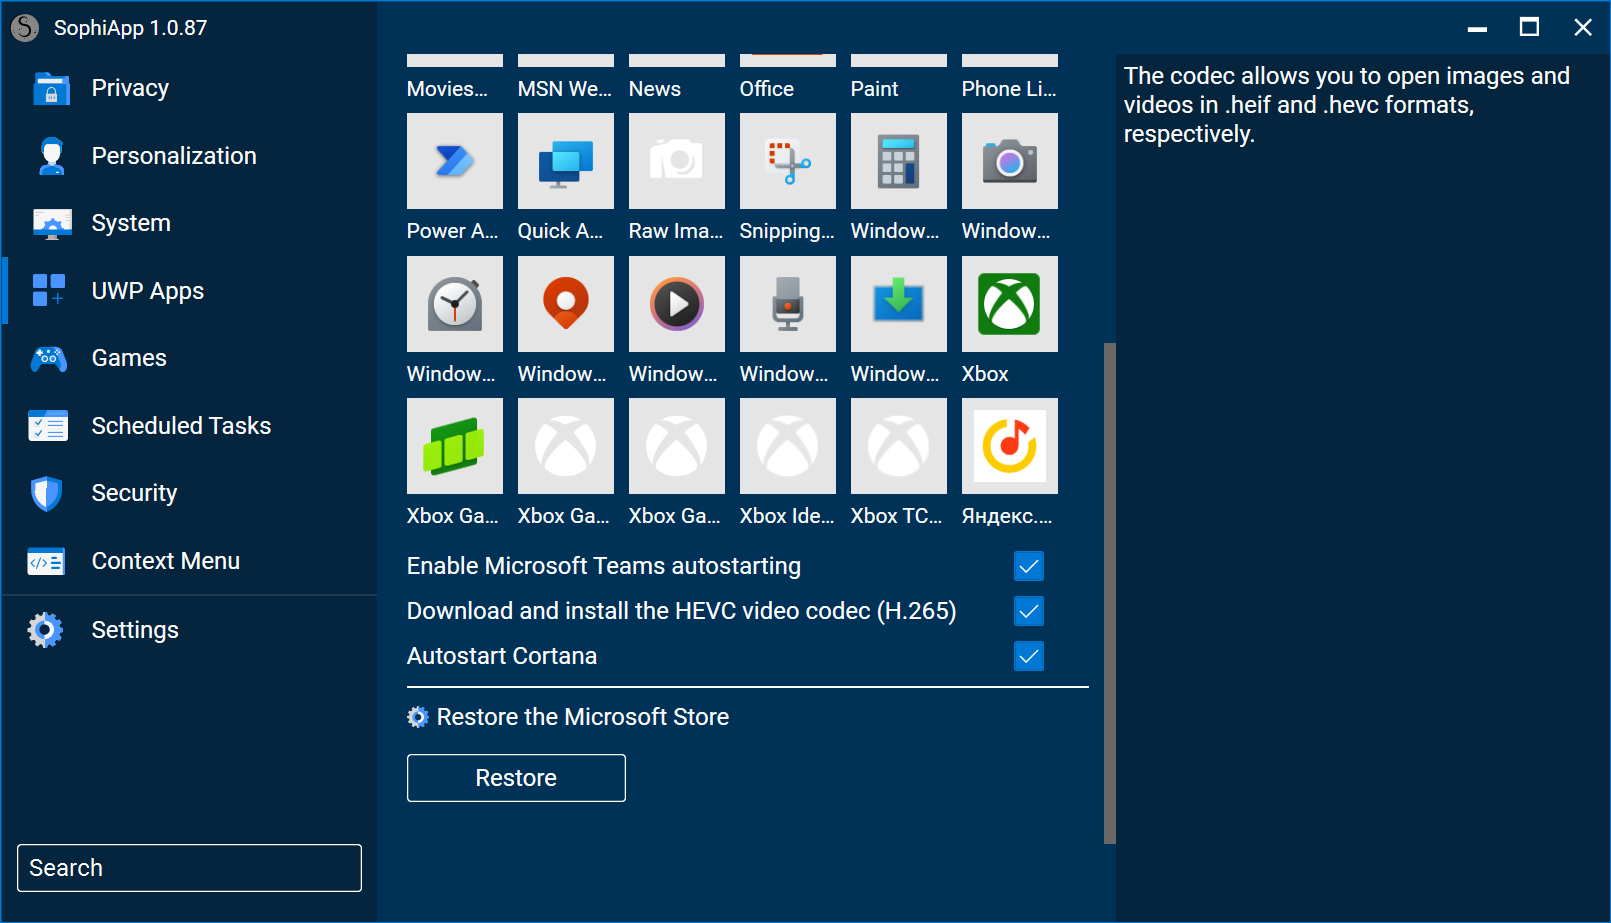 SophiApp 1.0.87
Privacy
Personalization
System
UWP Apps
Games
Scheduled Tasks
Security
Context Menu
Settings
Search
Movies...
MSN We...
News
Office
Paint
Phone Li...
Power A...
Quick A...
Raw Ima...
Snipping...
Window...
Window...
Window...
Window...
Window...
Window...
Window...
Xbox
Xbox Ga...
Xbox Ga...
Xbox Ga...
Xbox Ide...
Xbox TC...
Яндекс....
Enable Microsoft Teams autostarting
Download and install the HEVC video codec (H.265)
Autostart Cortana
Restore the Microsoft Store
Restore
The codec allows you to open images and
videos in .heif and .hevc formats,
respectively.